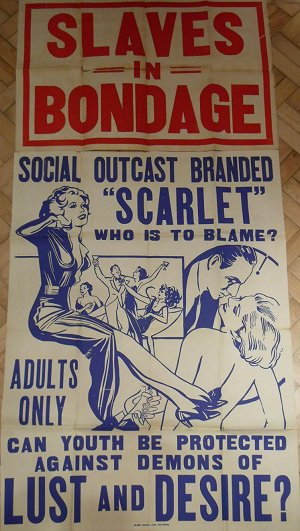 SLAVES
IN
BONDAGE
SOCIAL OUTCAST BRANDED
"SCARLET"
WHO IS TO BLAME?
ADULTS
ONLY
CAN YOUTH BE PROTECTED
AGAINST DEMONS OF
LUST AND DESIRE?